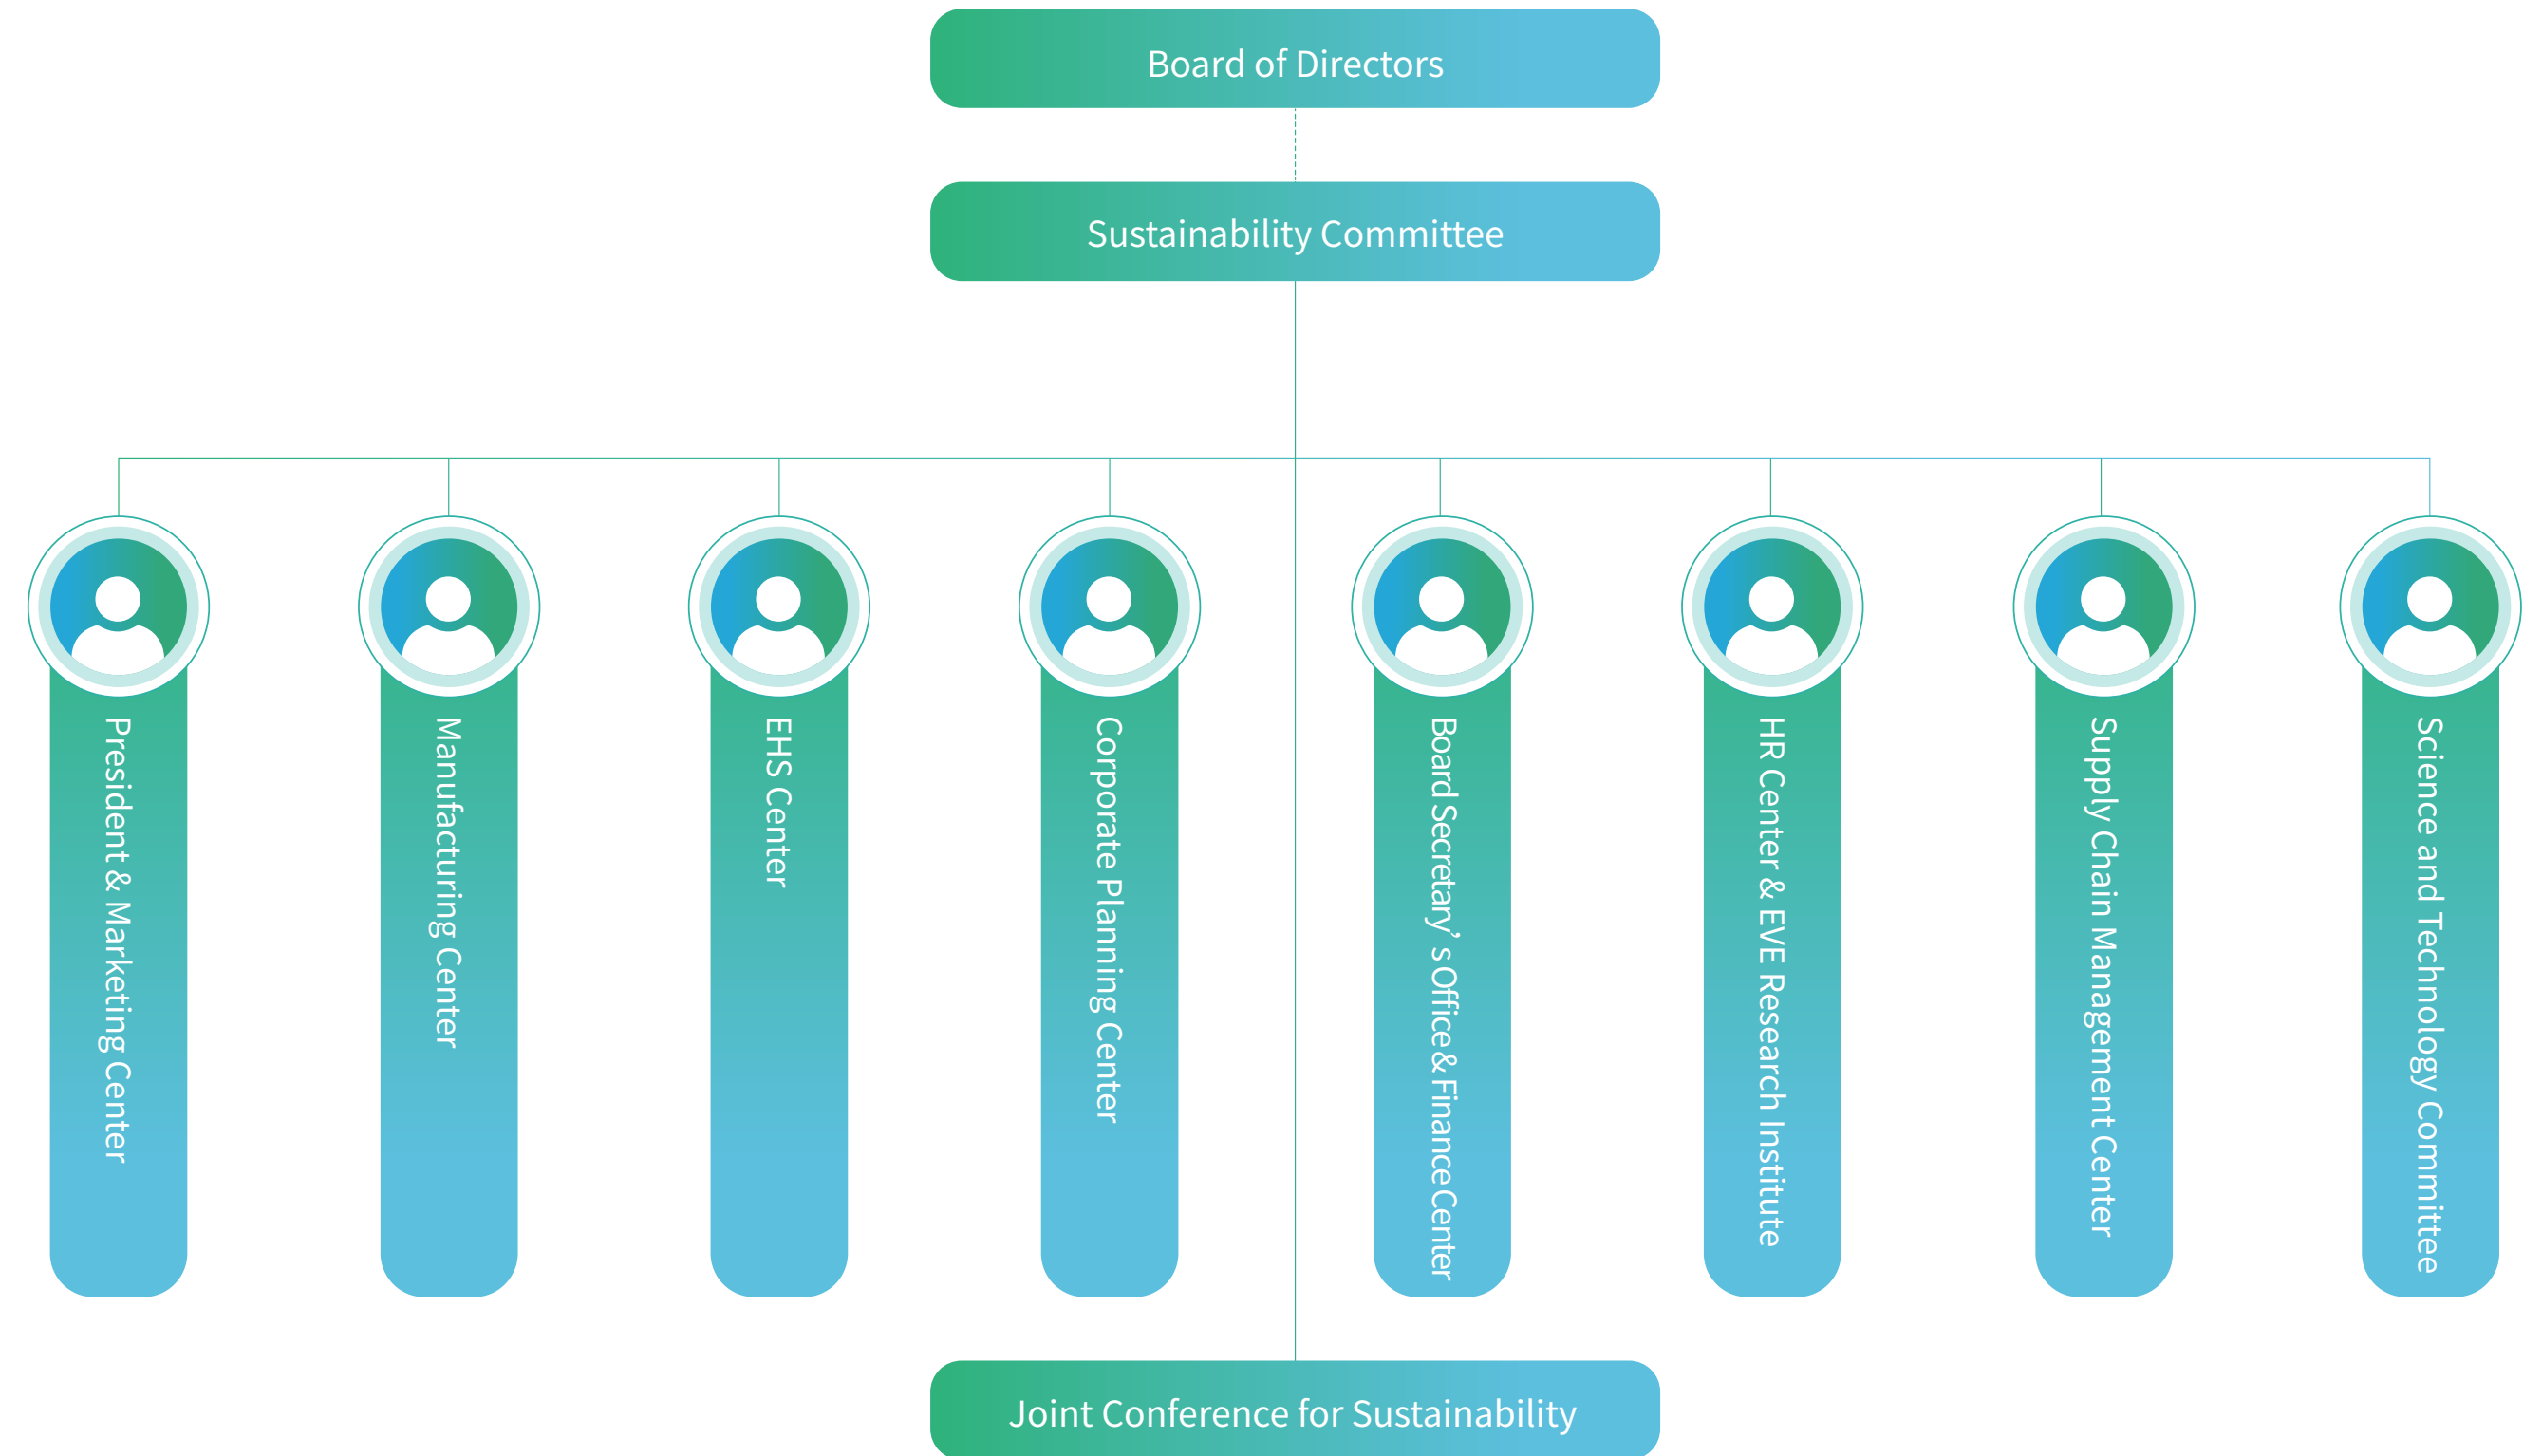 Board of Directors
Sustainability Committee
President & Marketing Center
Manufacturing Center
EHS Center
Corporate Planning Center
Board Secretary’s Office & Finance Center
HR Center & EVE Research Institute
Supply Chain Management Center
Science and Technology Committee
Joint Conference for Sustainability